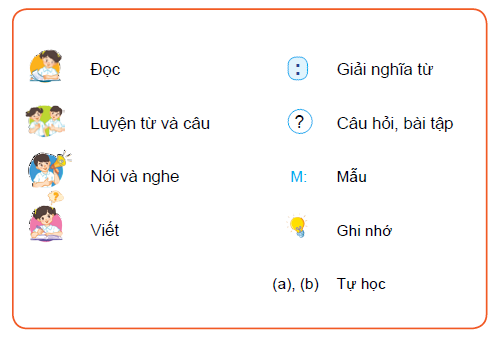 Đọc
Luyện từ và câu
Nói và nghe
Viết
: Giải nghĩa từ
? Câu hỏi, bài tập
M: Mẫu
Ghi nhớ
(a), (b) Tự học